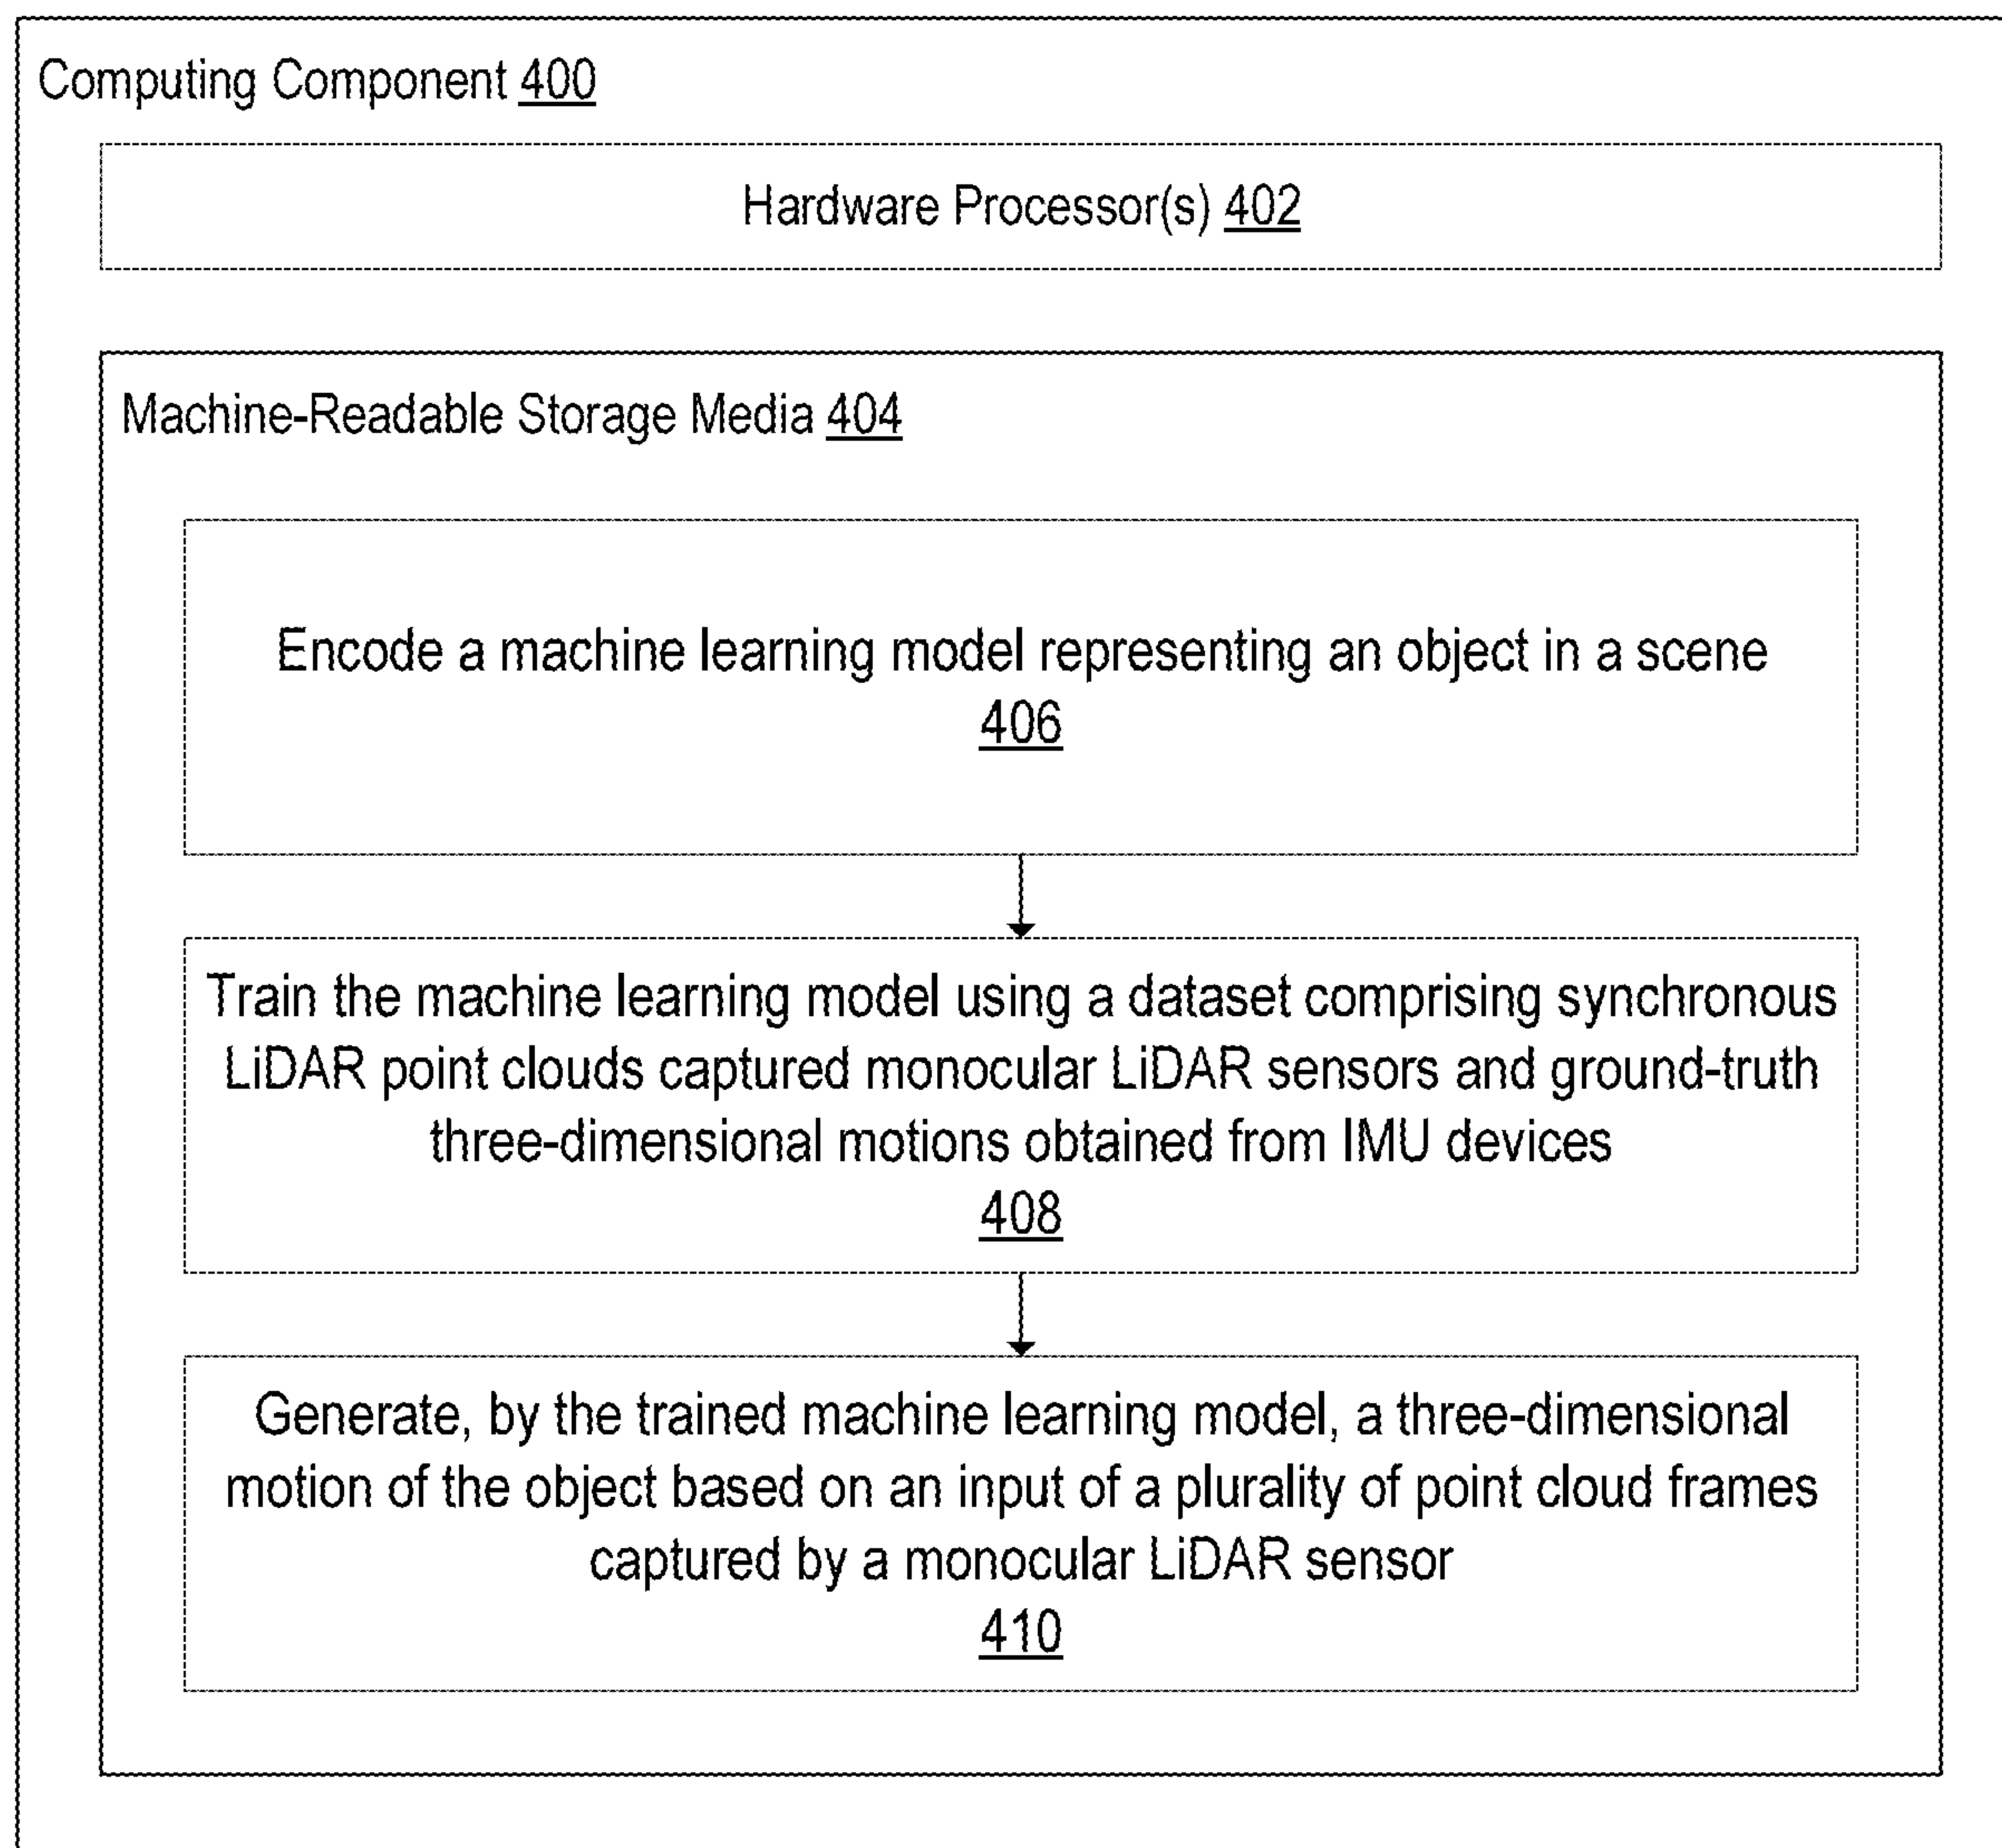 Computing Component 400
Hardware Processor(s) 402
Machine-Readable Storage Media 404
Encode a machine learning model representing an object in a scene
406
Train the machine learning model using a dataset comprising synchronous
LiDAR point clouds captured monocular LiDAR sensors and ground-truth
three-dimensional motions obtained from IMU devices
408
Generate, by the trained machine learning model, a three-dimensional
motion of the object based on an input of a plurality of point cloud frames
captured by a monocular LiDAR sensor
410